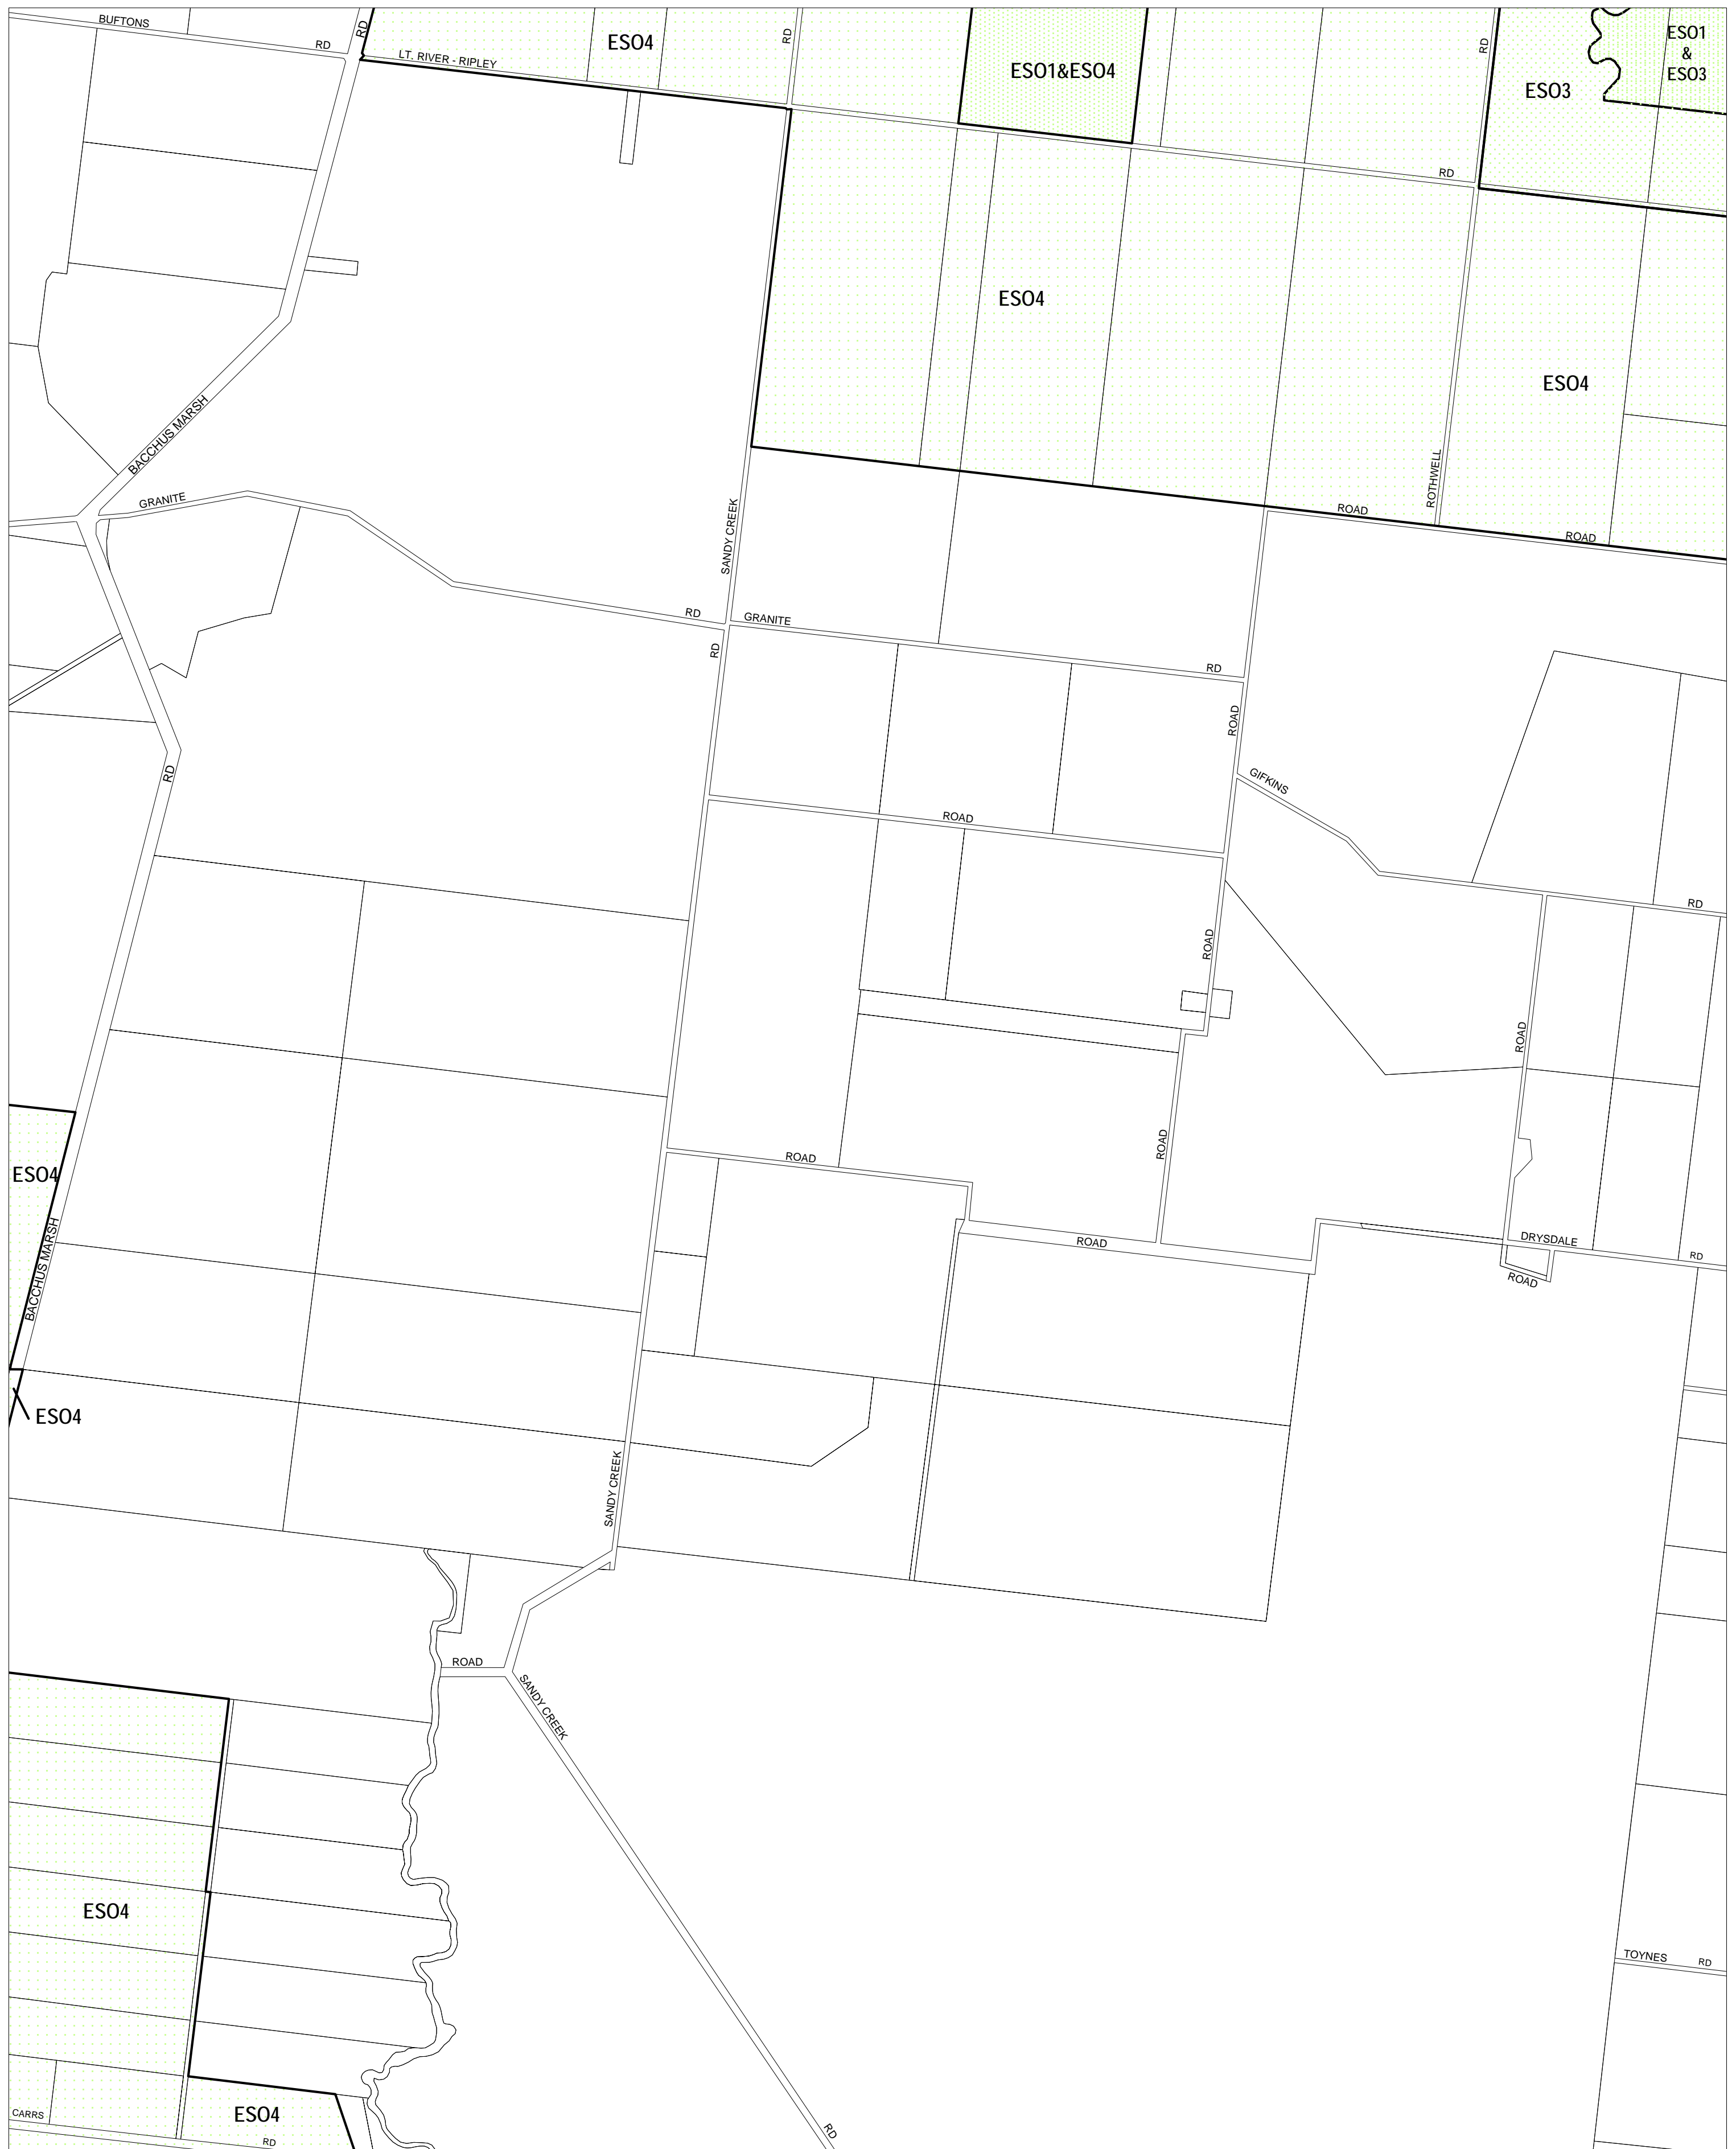 BUFTONS
RD
RD
LT. RIVER - RIPLEY
ESO4
RD
ESO1&ESO4
RD
ESO3
ESO1
&
ESO3
RD
ESO4
ESO4
BACCHUS MARSH
GRANITE
SANDY CREEK
ROTHWELL
ROAD
ROAD
RD
GRANITE
RD
RD
ROAD
RD
GIFKINS
ROAD
RD
ROAD
ROAD
ROAD
ROAD
ESO4
BACCHUS MARSH
ROAD
DRYSDALE
RD
ROAD
ESO4
SANDY CREEK
ROAD
SANDY CREEK
ESO4
TOYNES
RD
CARRS
ESO4
RD
RD